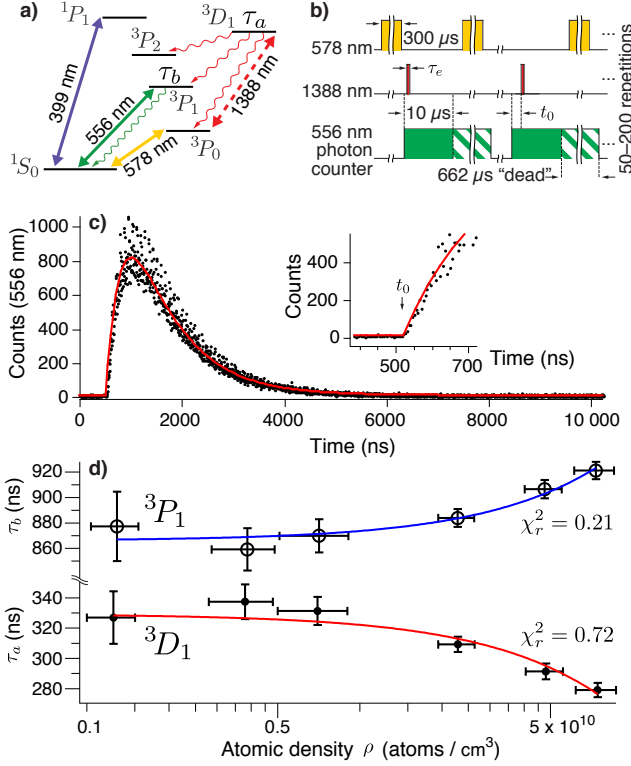 a)
¹P₁
³P₂
³D₁ τₐ
τ_b
³P₁
³P₀
¹S₀
399 nm
556 nm
578 nm
1388 nm
b)
578 nm
300 μs
1388 nm
τₑ
10 μs
t₀
556 nm
photon
counter
662 μs “dead”
50–200 repetitions
c)
Counts (556 nm)
1000
800
600
400
200
0
0
2000
4000
6000
8000
10 000
Time (ns)
Counts
400
200
0
t₀
500
700
Time (ns)
d)
τ_b (ns)
920
900
880
860
³P₁
χᵣ² = 0.21
τₐ (ns)
340
320
300
280
³D₁
χᵣ² = 0.72
0.1
0.5
5 x 10¹⁰
Atomic density ρ (atoms / cm³)